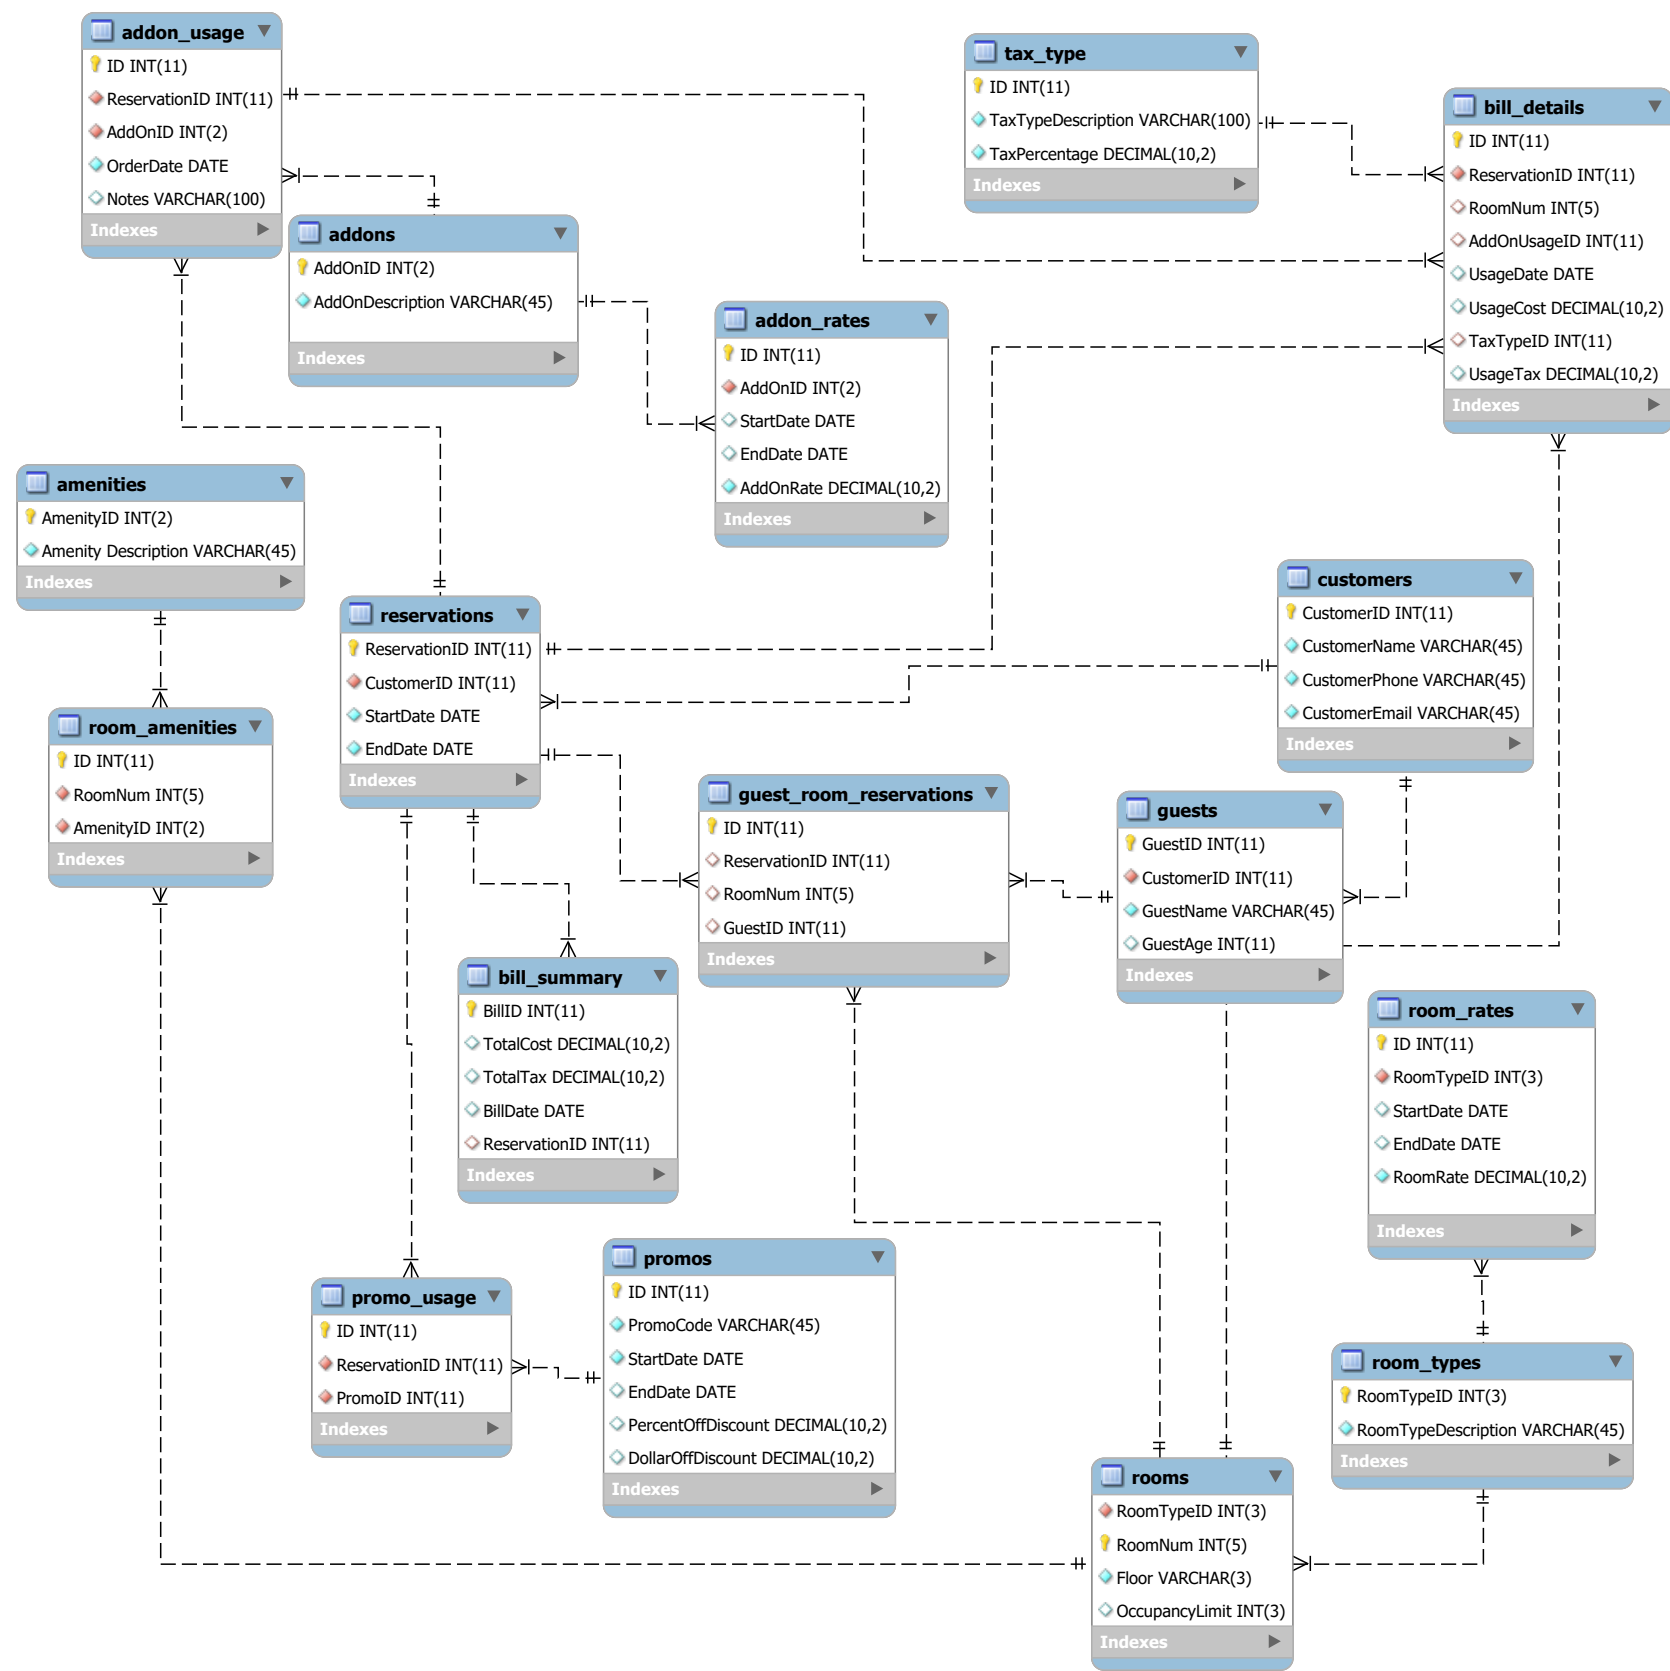 addon_usage
ID INT(11)
ReservationID INT(11)
AddOnID INT(2)
OrderDate DATE
Notes VARCHAR(100)
Indexes
tax_type
ID INT(11)
TaxTypeDescription VARCHAR(100)
TaxPercentage DECIMAL(10,2)
Indexes
bill_details
ID INT(11)
ReservationID INT(11)
RoomNum INT(5)
AddOnUsageID INT(11)
UsageDate DATE
UsageCost DECIMAL(10,2)
TaxTypeID INT(11)
UsageTax DECIMAL(10,2)
Indexes
addons
AddOnID INT(2)
AddOnDescription VARCHAR(45)
Indexes
addon_rates
ID INT(11)
AddOnID INT(2)
StartDate DATE
EndDate DATE
AddOnRate DECIMAL(10,2)
Indexes
amenities
AmenityID INT(2)
Amenity Description VARCHAR(45)
Indexes
customers
CustomerID INT(11)
CustomerName VARCHAR(45)
CustomerPhone VARCHAR(45)
CustomerEmail VARCHAR(45)
Indexes
reservations
ReservationID INT(11)
CustomerID INT(11)
StartDate DATE
EndDate DATE
Indexes
room_amenities
ID INT(11)
RoomNum INT(5)
AmenityID INT(2)
Indexes
guest_room_reservations
ID INT(11)
ReservationID INT(11)
RoomNum INT(5)
GuestID INT(11)
Indexes
guests
GuestID INT(11)
CustomerID INT(11)
GuestName VARCHAR(45)
GuestAge INT(11)
Indexes
bill_summary
BillID INT(11)
TotalCost DECIMAL(10,2)
TotalTax DECIMAL(10,2)
BillDate DATE
ReservationID INT(11)
Indexes
room_rates
ID INT(11)
RoomTypeID INT(3)
StartDate DATE
EndDate DATE
RoomRate DECIMAL(10,2)
Indexes
promos
ID INT(11)
PromoCode VARCHAR(45)
StartDate DATE
EndDate DATE
PercentOffDiscount DECIMAL(10,2)
DollarOffDiscount DECIMAL(10,2)
Indexes
promo_usage
ID INT(11)
ReservationID INT(11)
PromoID INT(11)
Indexes
room_types
RoomTypeID INT(3)
RoomTypeDescription VARCHAR(45)
Indexes
rooms
RoomTypeID INT(3)
RoomNum INT(5)
Floor VARCHAR(3)
OccupancyLimit INT(3)
Indexes